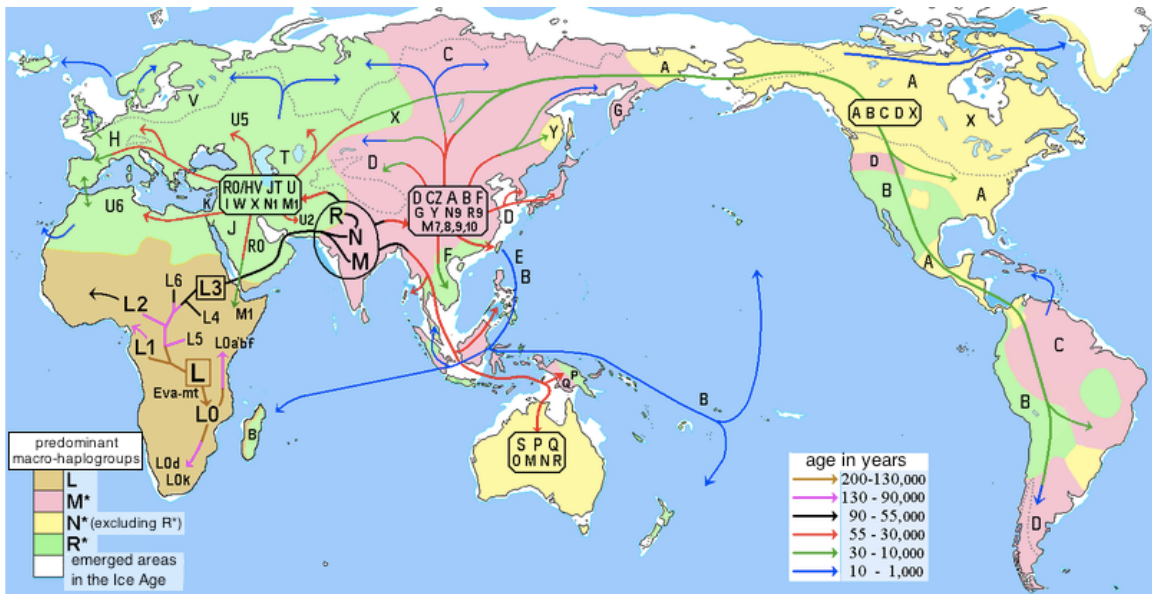 C
A
A
V
H
U5
X
G
Y
A B C D X
X
T
D
D
R0/HV JT U
I W X N1 M1
D CZ A B F
G Y N9 R9
M7,8,9,10
D
B
A
K
U6
U2
R
N
M
J
R0
F
E
B
A
L6
L3
L2
L4
M1
L5
L1
L0a'b'f
L
Eva-mt
L0
C
P
Q
B
B
B
L0d
L0k
S P Q
O M N R
D
predominant
macro-haplogroups
L
M*
N* (excluding R*)
R*
emerged areas
in the Ice Age
age in years
200-130,000
130 - 90,000
90 - 55,000
55 - 30,000
30 - 10,000
10 - 1,000